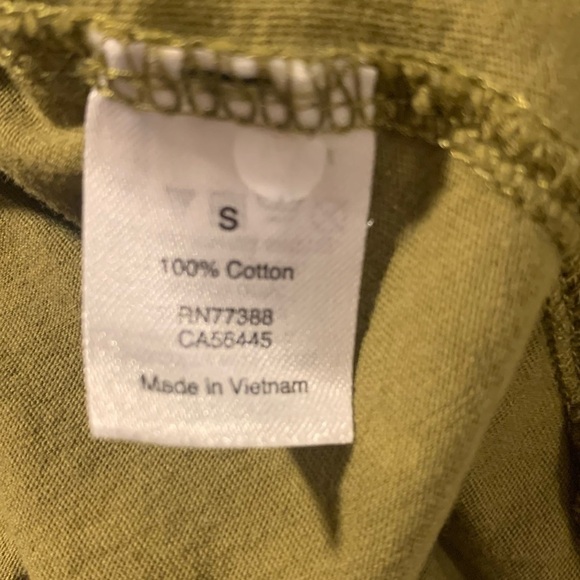 S
100% Cotton
RN77388
CA56445
Made in Vietnam